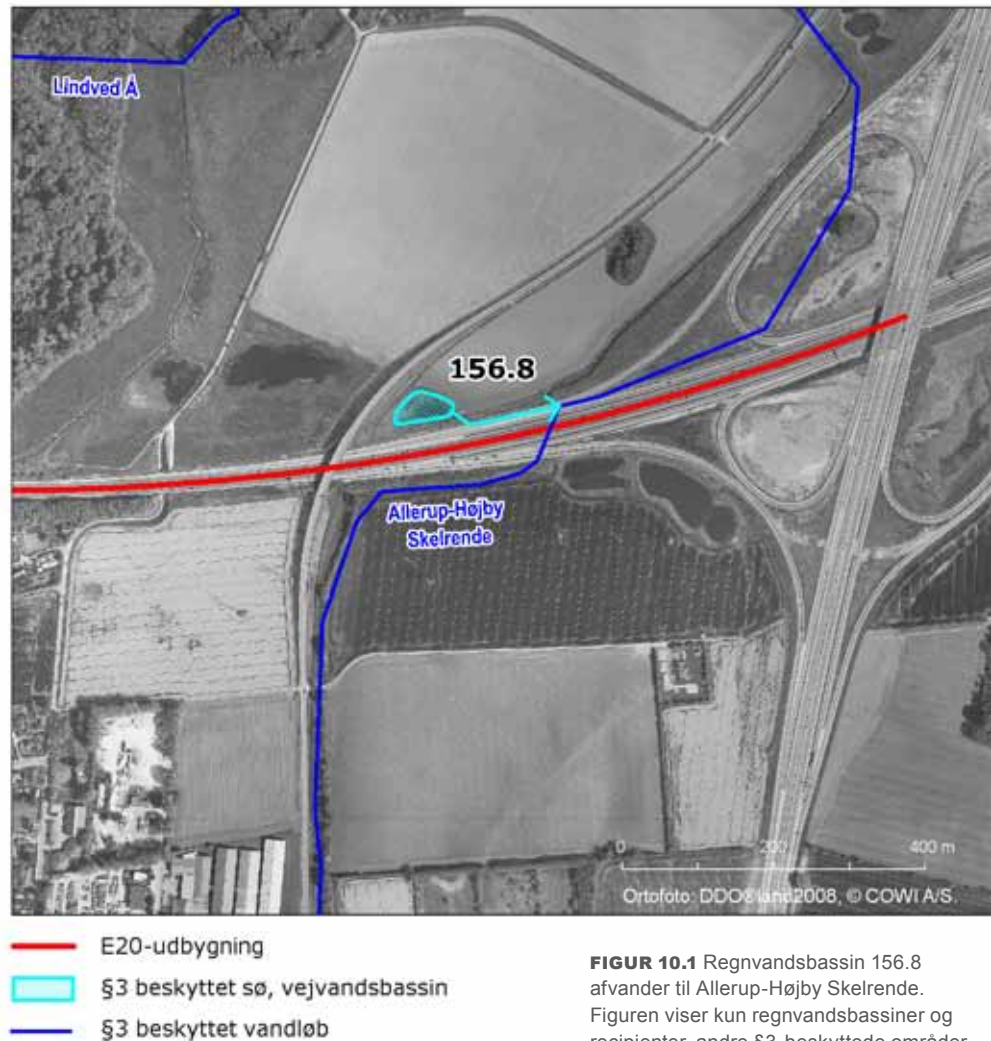 Lindved Å
156.8
Allerup-Højby
Skelrende
0 200 400 m
Ortofoto: DDO®land2008, © COWI A/S.
E20-udbygning
§3 beskyttet sø, vejvandsbassin
§3 beskyttet vandløb
FIGUR 10.1 Regnvandsbassin 156.8
afvander til Allerup-Højby Skelrende.
Figuren viser kun regnvandsbassiner og
recipienter, andre §3-beskyttede områder